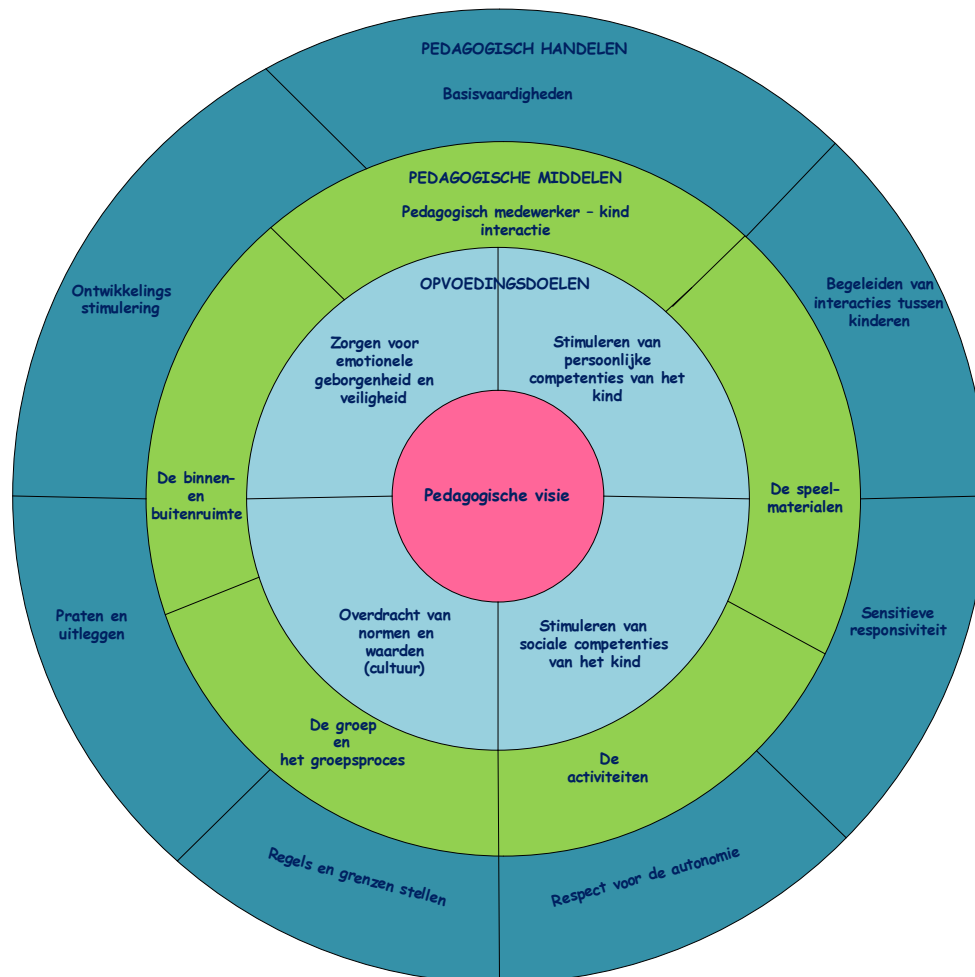 PEDAGOGISCH HANDELEN
Basisvaardigheden
PEDAGOGISCHE MIDDELEN
Pedagogisch medewerker – kind
interactie
OPVOEDINGSDOELEN
Ontwikkelings
stimulering
Begeleiden van
interacties tussen
kinderen
Zorgen voor
emotionele
geborgenheid en
veiligheid
Stimuleren van
persoonlijke
competenties van het
kind
De binnen-
en
buitenruimte
Pedagogische visie
De speel-
materialen
Praten en
uitleggen
Overdracht van
normen en
waarden
(cultuur)
Stimuleren van
sociale competenties
van het kind
Sensitieve
responsiviteit
De groep
en
het groepsproces
De
activiteiten
Regels en grenzen stellen
Respect voor de autonomie